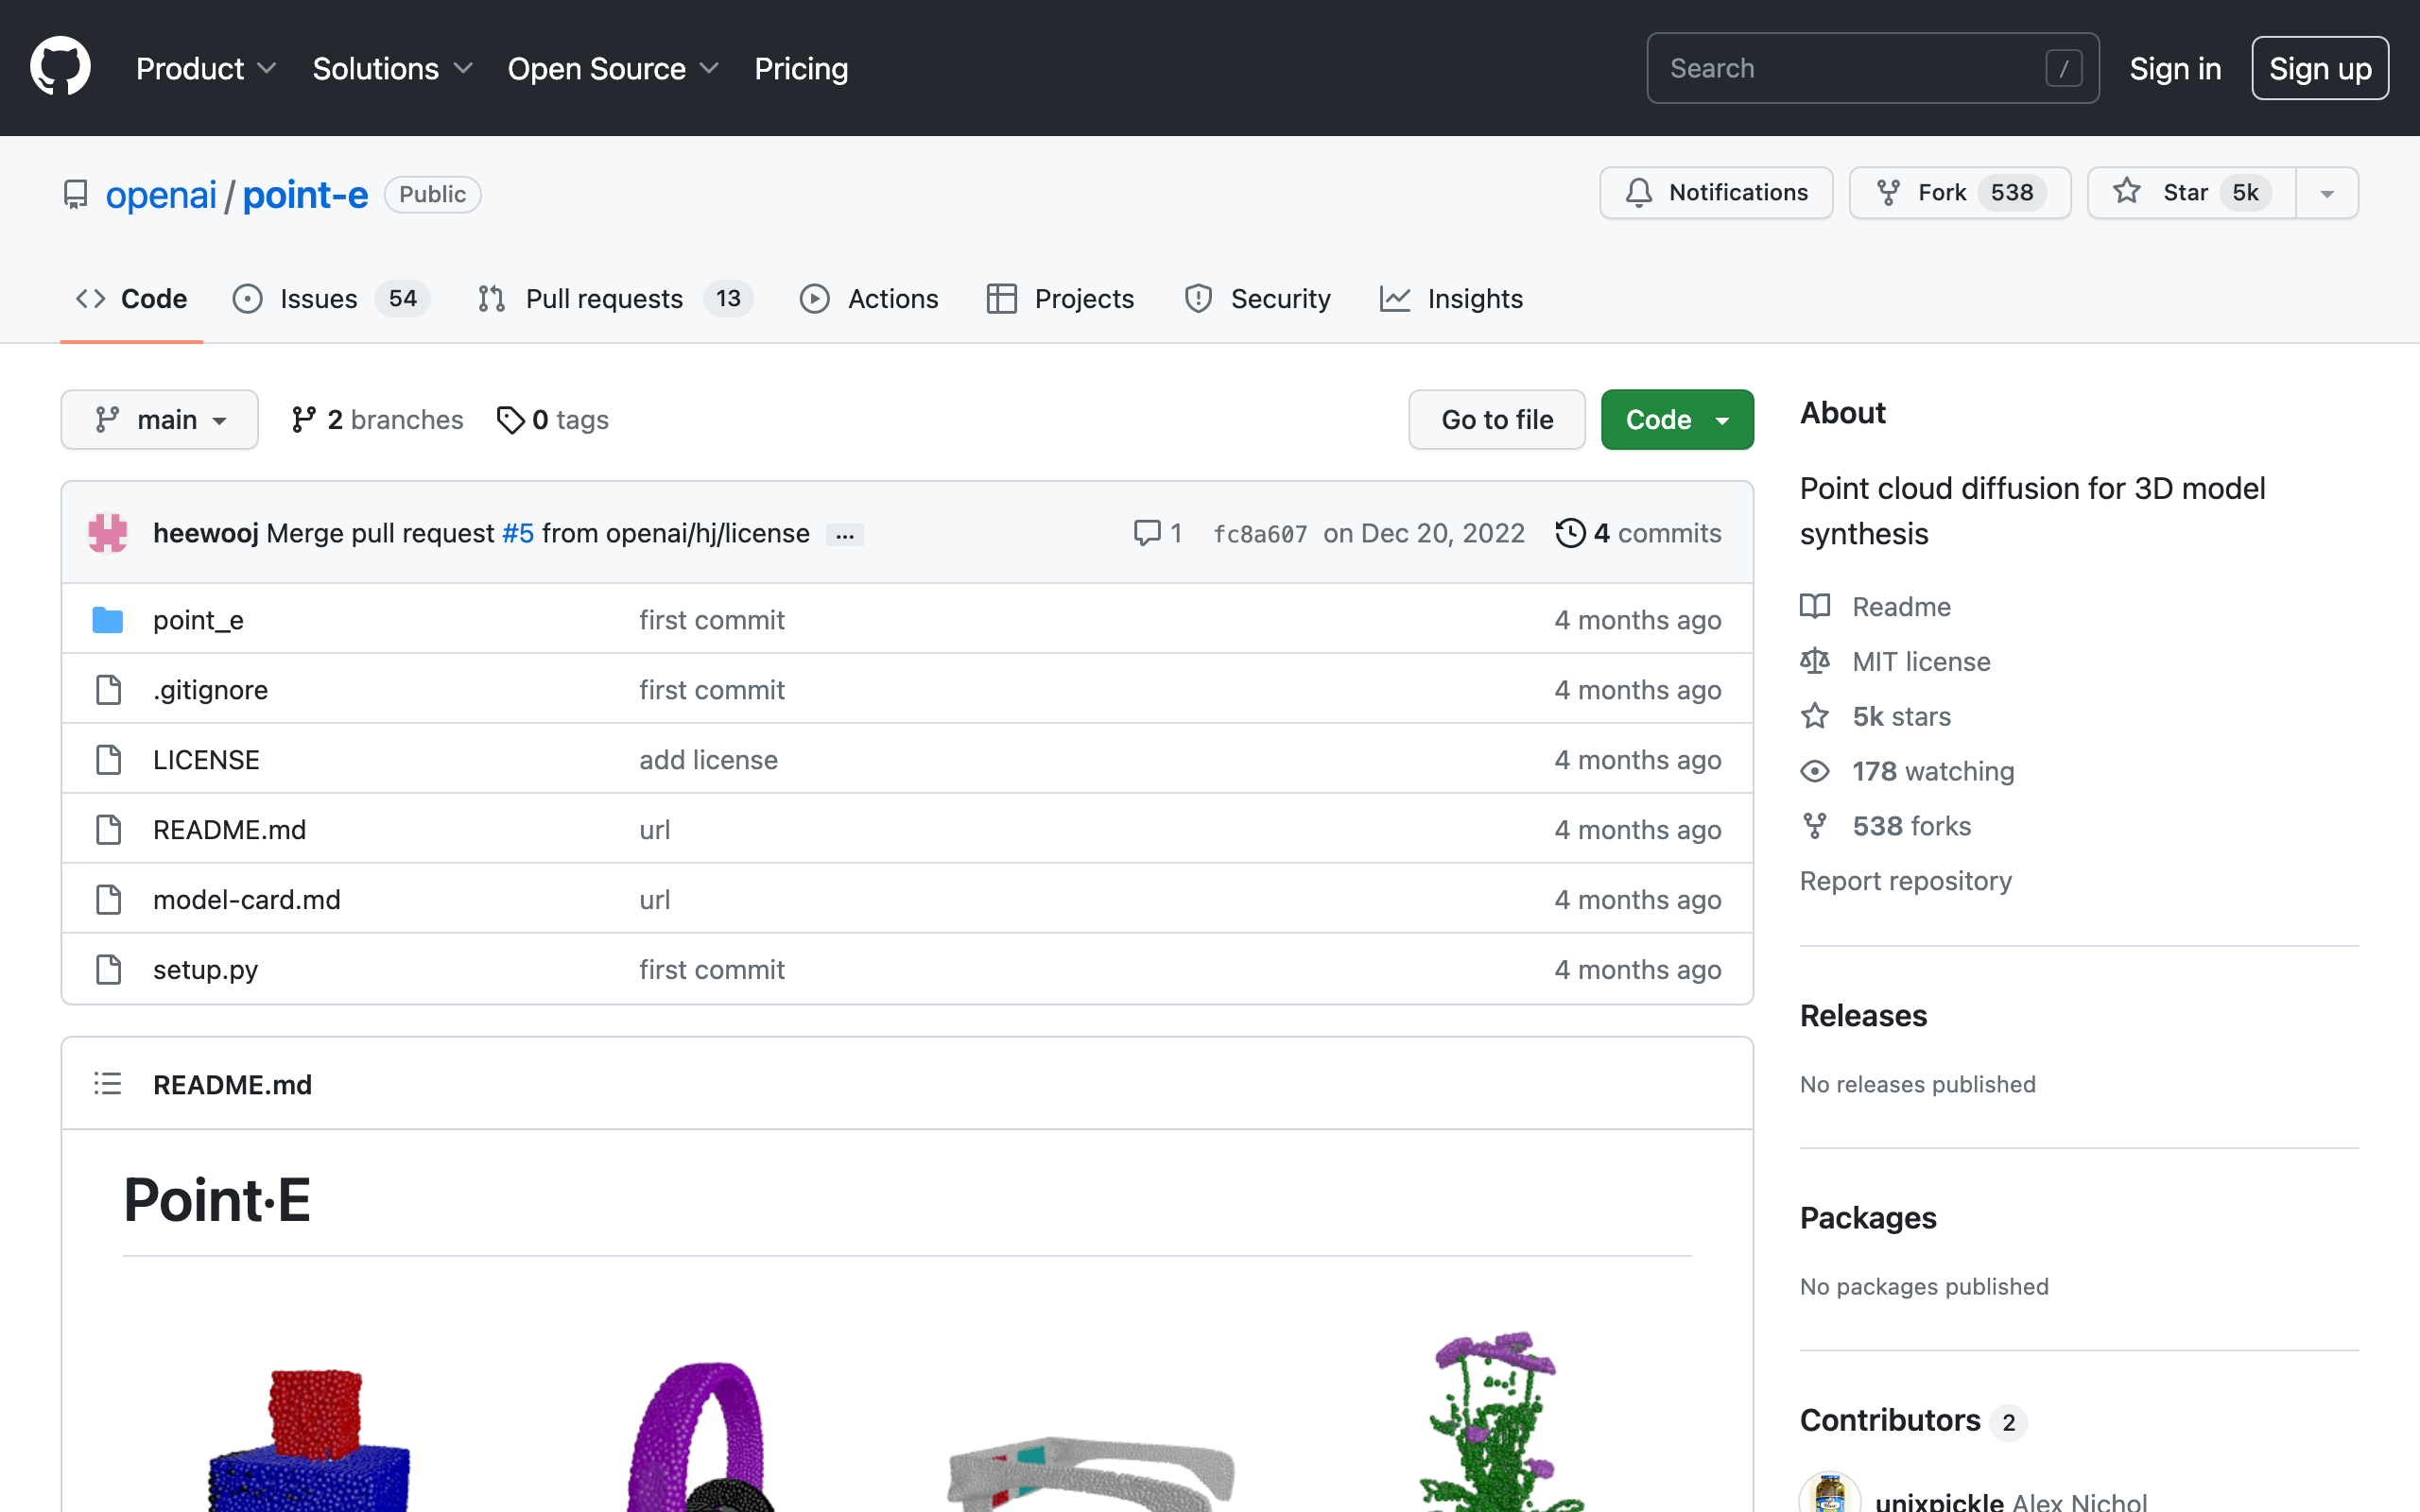 Product Solutions Open Source Pricing Search / Sign in Sign up
openai / point-e Public Notifications Fork 538 Star 5k
Code Issues 54 Pull requests 13 Actions Projects Security Insights
main 2 branches 0 tags Go to file Code
heewooj Merge pull request #5 from openai/hj/license ... 1 fc8a607 on Dec 20, 2022 4 commits
point_e first commit 4 months ago
.gitignore first commit 4 months ago
LICENSE add license 4 months ago
README.md url 4 months ago
model-card.md url 4 months ago
setup.py first commit 4 months ago
README.md
Point·E
About
Point cloud diffusion for 3D model
synthesis
Readme
MIT license
5k stars
178 watching
538 forks
Report repository
Releases
No releases published
Packages
No packages published
Contributors 2
unixpickle Alex Nichol